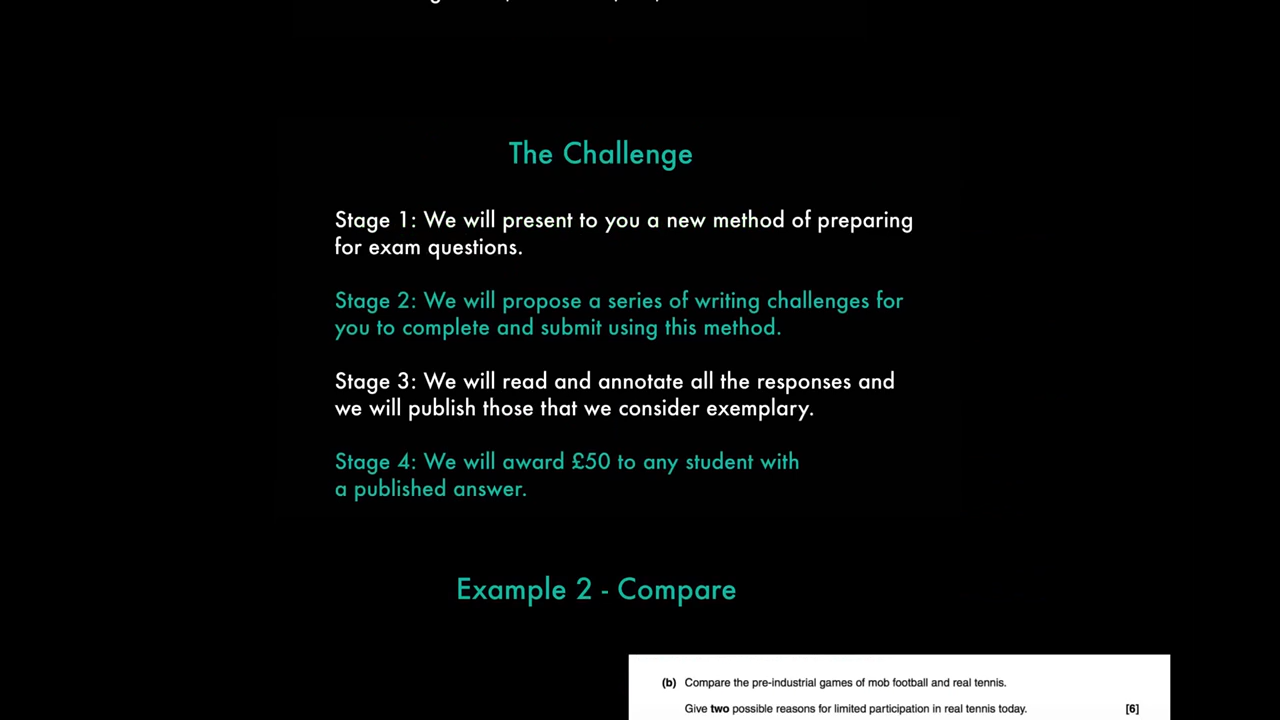 The Challenge
Stage 1: We will present to you a new method of preparing
for exam questions.
Stage 2: We will propose a series of writing challenges for
you to complete and submit using this method.
Stage 3: We will read and annotate all the responses and
we will publish those that we consider exemplary.
Stage 4: We will award £50 to any student with
a published answer.
Example 2 - Compare
(b) Compare the pre-industrial games of mob football and real tennis.
Give two possible reasons for limited participation in real tennis today. [6]